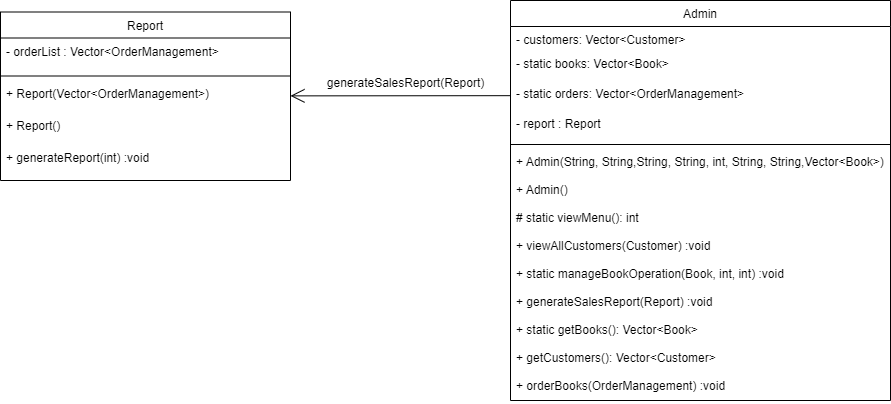 Report
- orderList : Vector<OrderManagement>
+ Report(Vector<OrderManagement>)
+ Report()
+ generateReport(int) :void
generateSalesReport(Report)
Admin
- customers: Vector<Customer>
- static books: Vector<Book>
- static orders: Vector<OrderManagement>
- report : Report
+ Admin(String, String,String, String, int, String, String,Vector<Book>)
+ Admin()
# static viewMenu(): int
+ viewAllCustomers(Customer) :void
+ static manageBookOperation(Book, int, int) :void
+ generateSalesReport(Report) :void
+ static getBooks(): Vector<Book>
+ getCustomers(): Vector<Customer>
+ orderBooks(OrderManagement) :void